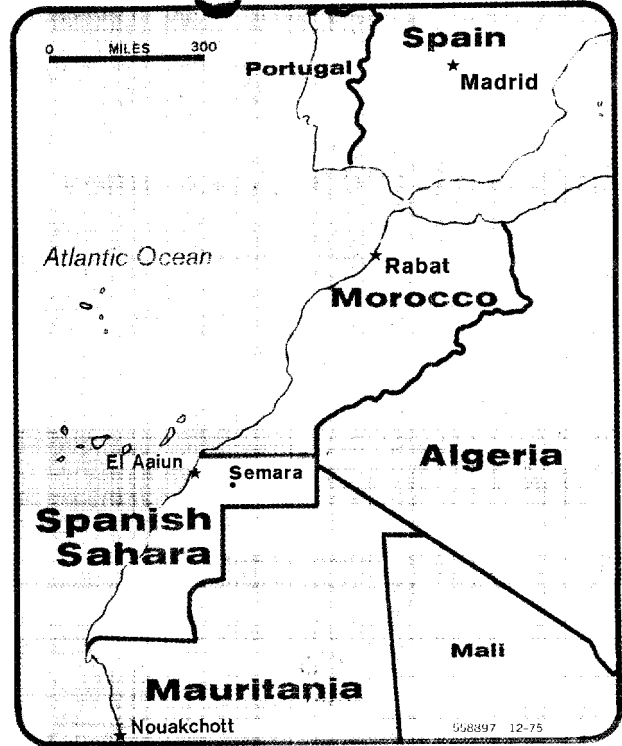 0 MILES 300
Spain
Portugal
Madrid
Atlantic Ocean
Rabat
Morocco
El Aaiun
Semara
Algeria
Spanish
Sahara
Mali
Mauritania
Nouakchott
558897 12-75